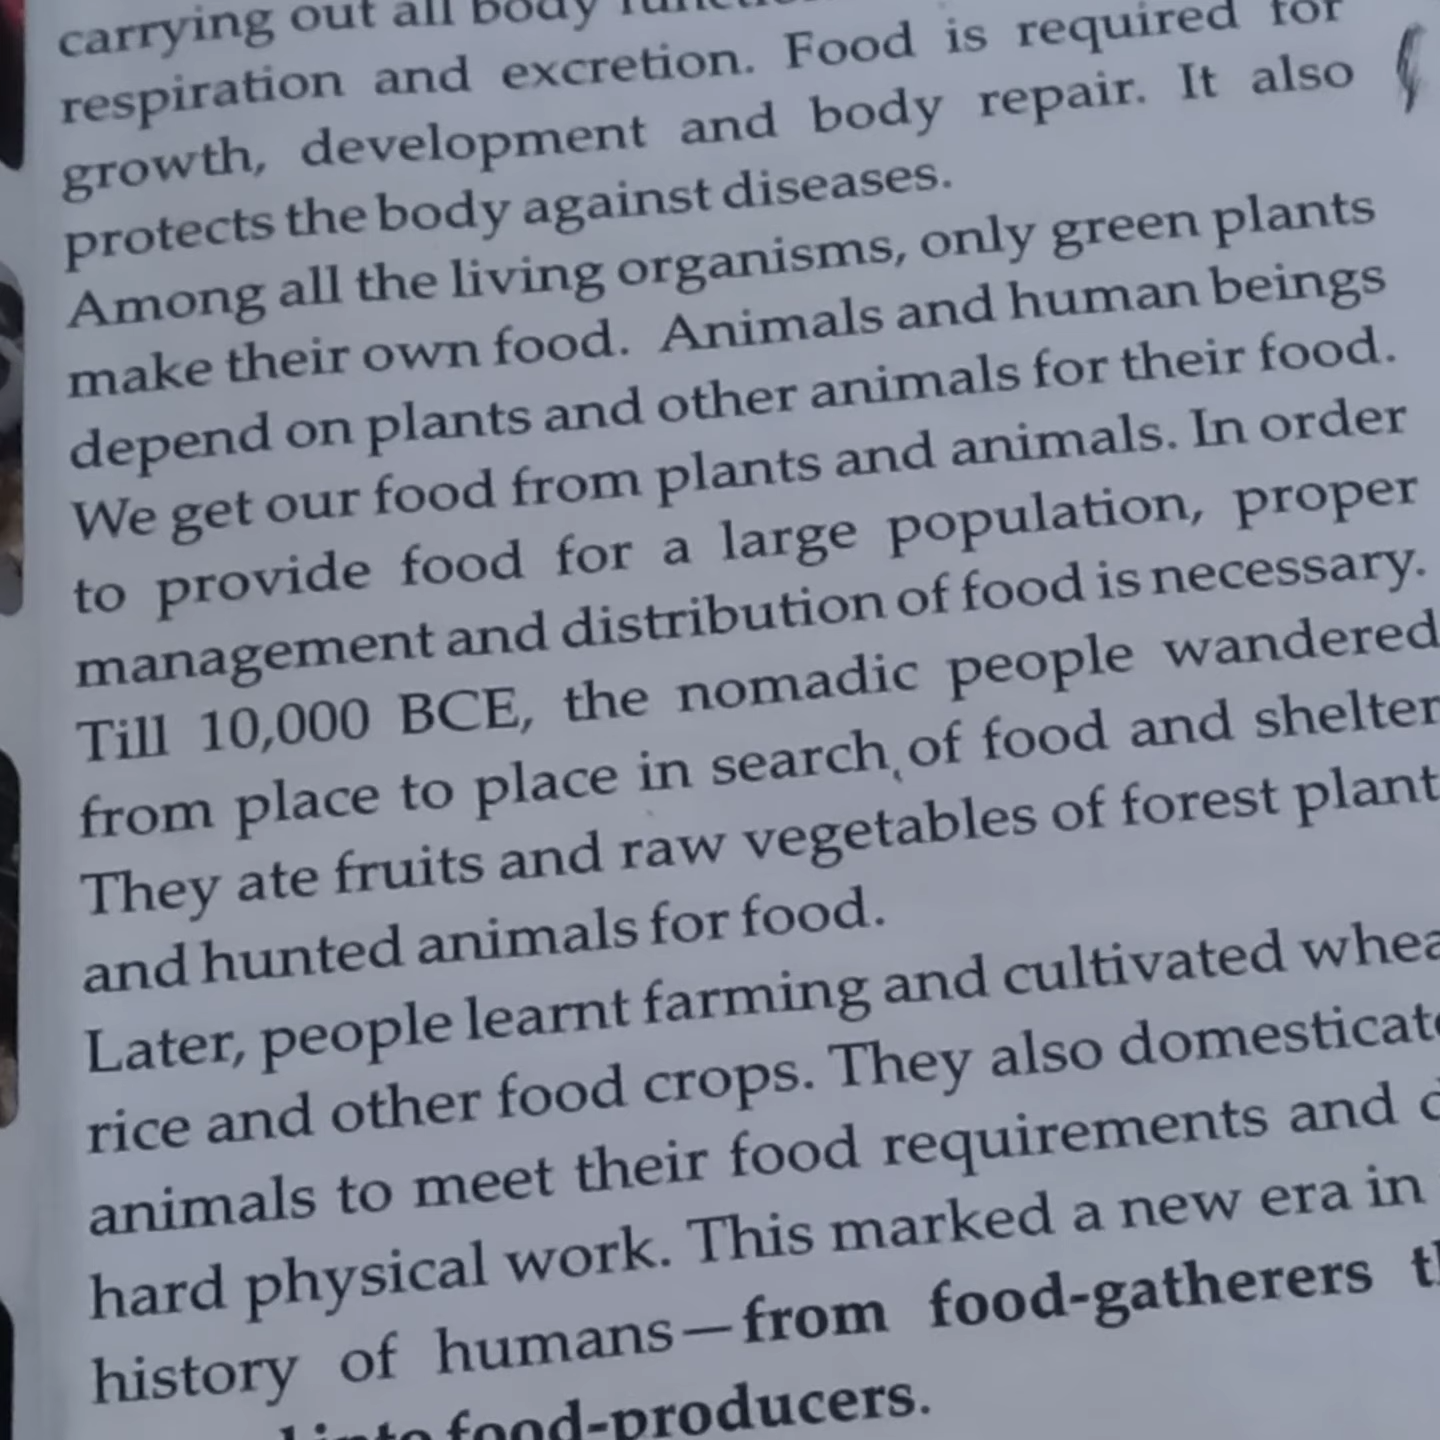 carrying out all body
respiration and excretion. Food is required for
growth, development and body repair. It also
protects the body against diseases.
Among all the living organisms, only green plants
make their own food. Animals and human beings
depend on plants and other animals for their food.
We get our food from plants and animals. In order
to provide food for a large population, proper
management and distribution of food is necessary.
Till 10,000 BCE, the nomadic people wandered
from place to place in search of food and shelter
They ate fruits and raw vegetables of forest plant
and hunted animals for food.
Later, people learnt farming and cultivated
rice and other food crops. They also
animals to meet their food requirements and
hard physical work. This marked a new era in
history of humans—from food-gatherers
into food-producers.